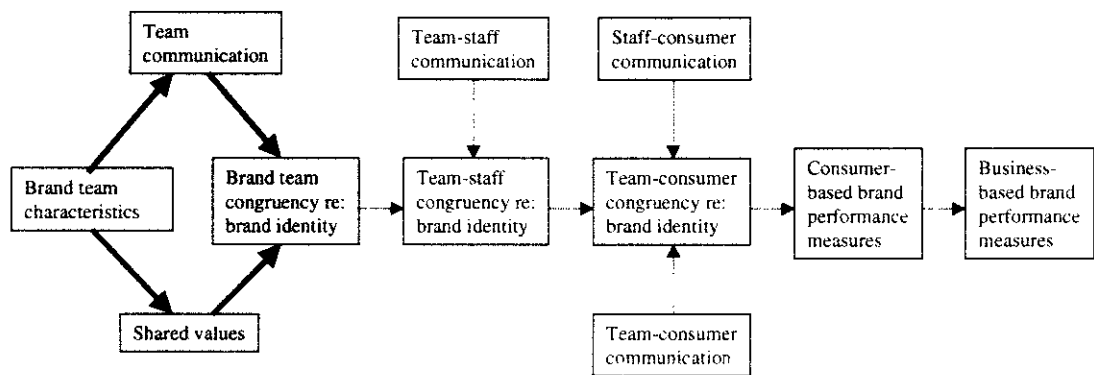 Team
communication
Team-staff
communication
Staff-consumer
communication
Brand team
characteristics
Brand team
congruency re:
brand identity
Team-staff
congruency re:
brand identity
Team-consumer
congruency re:
brand identity
Consumer-
based brand
performance
measures
Business-
based brand
performance
measures
Shared values
Team-consumer
communication